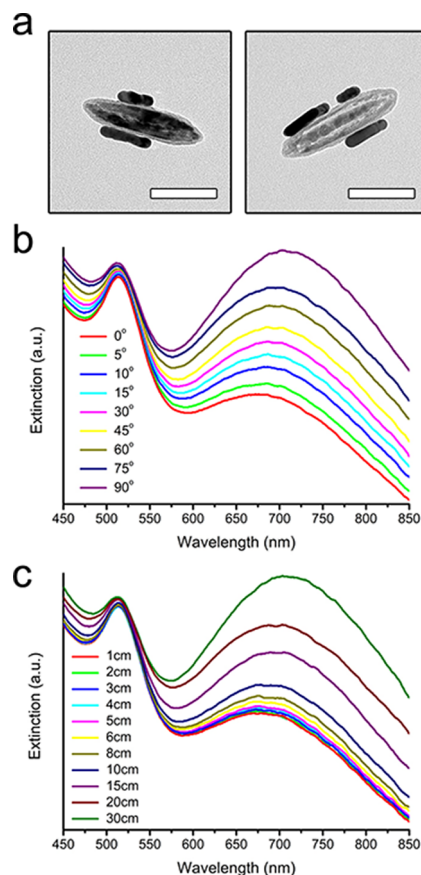 a
b
Extinction (a.u.)
0°
5°
10°
15°
30°
45°
60°
75°
90°
450 500 550 600 650 700 750 800 850
Wavelength (nm)
c
Extinction (a.u.)
1cm
2cm
3cm
4cm
5cm
6cm
8cm
10cm
15cm
20cm
30cm
450 500 550 600 650 700 750 800 850
Wavelength (nm)